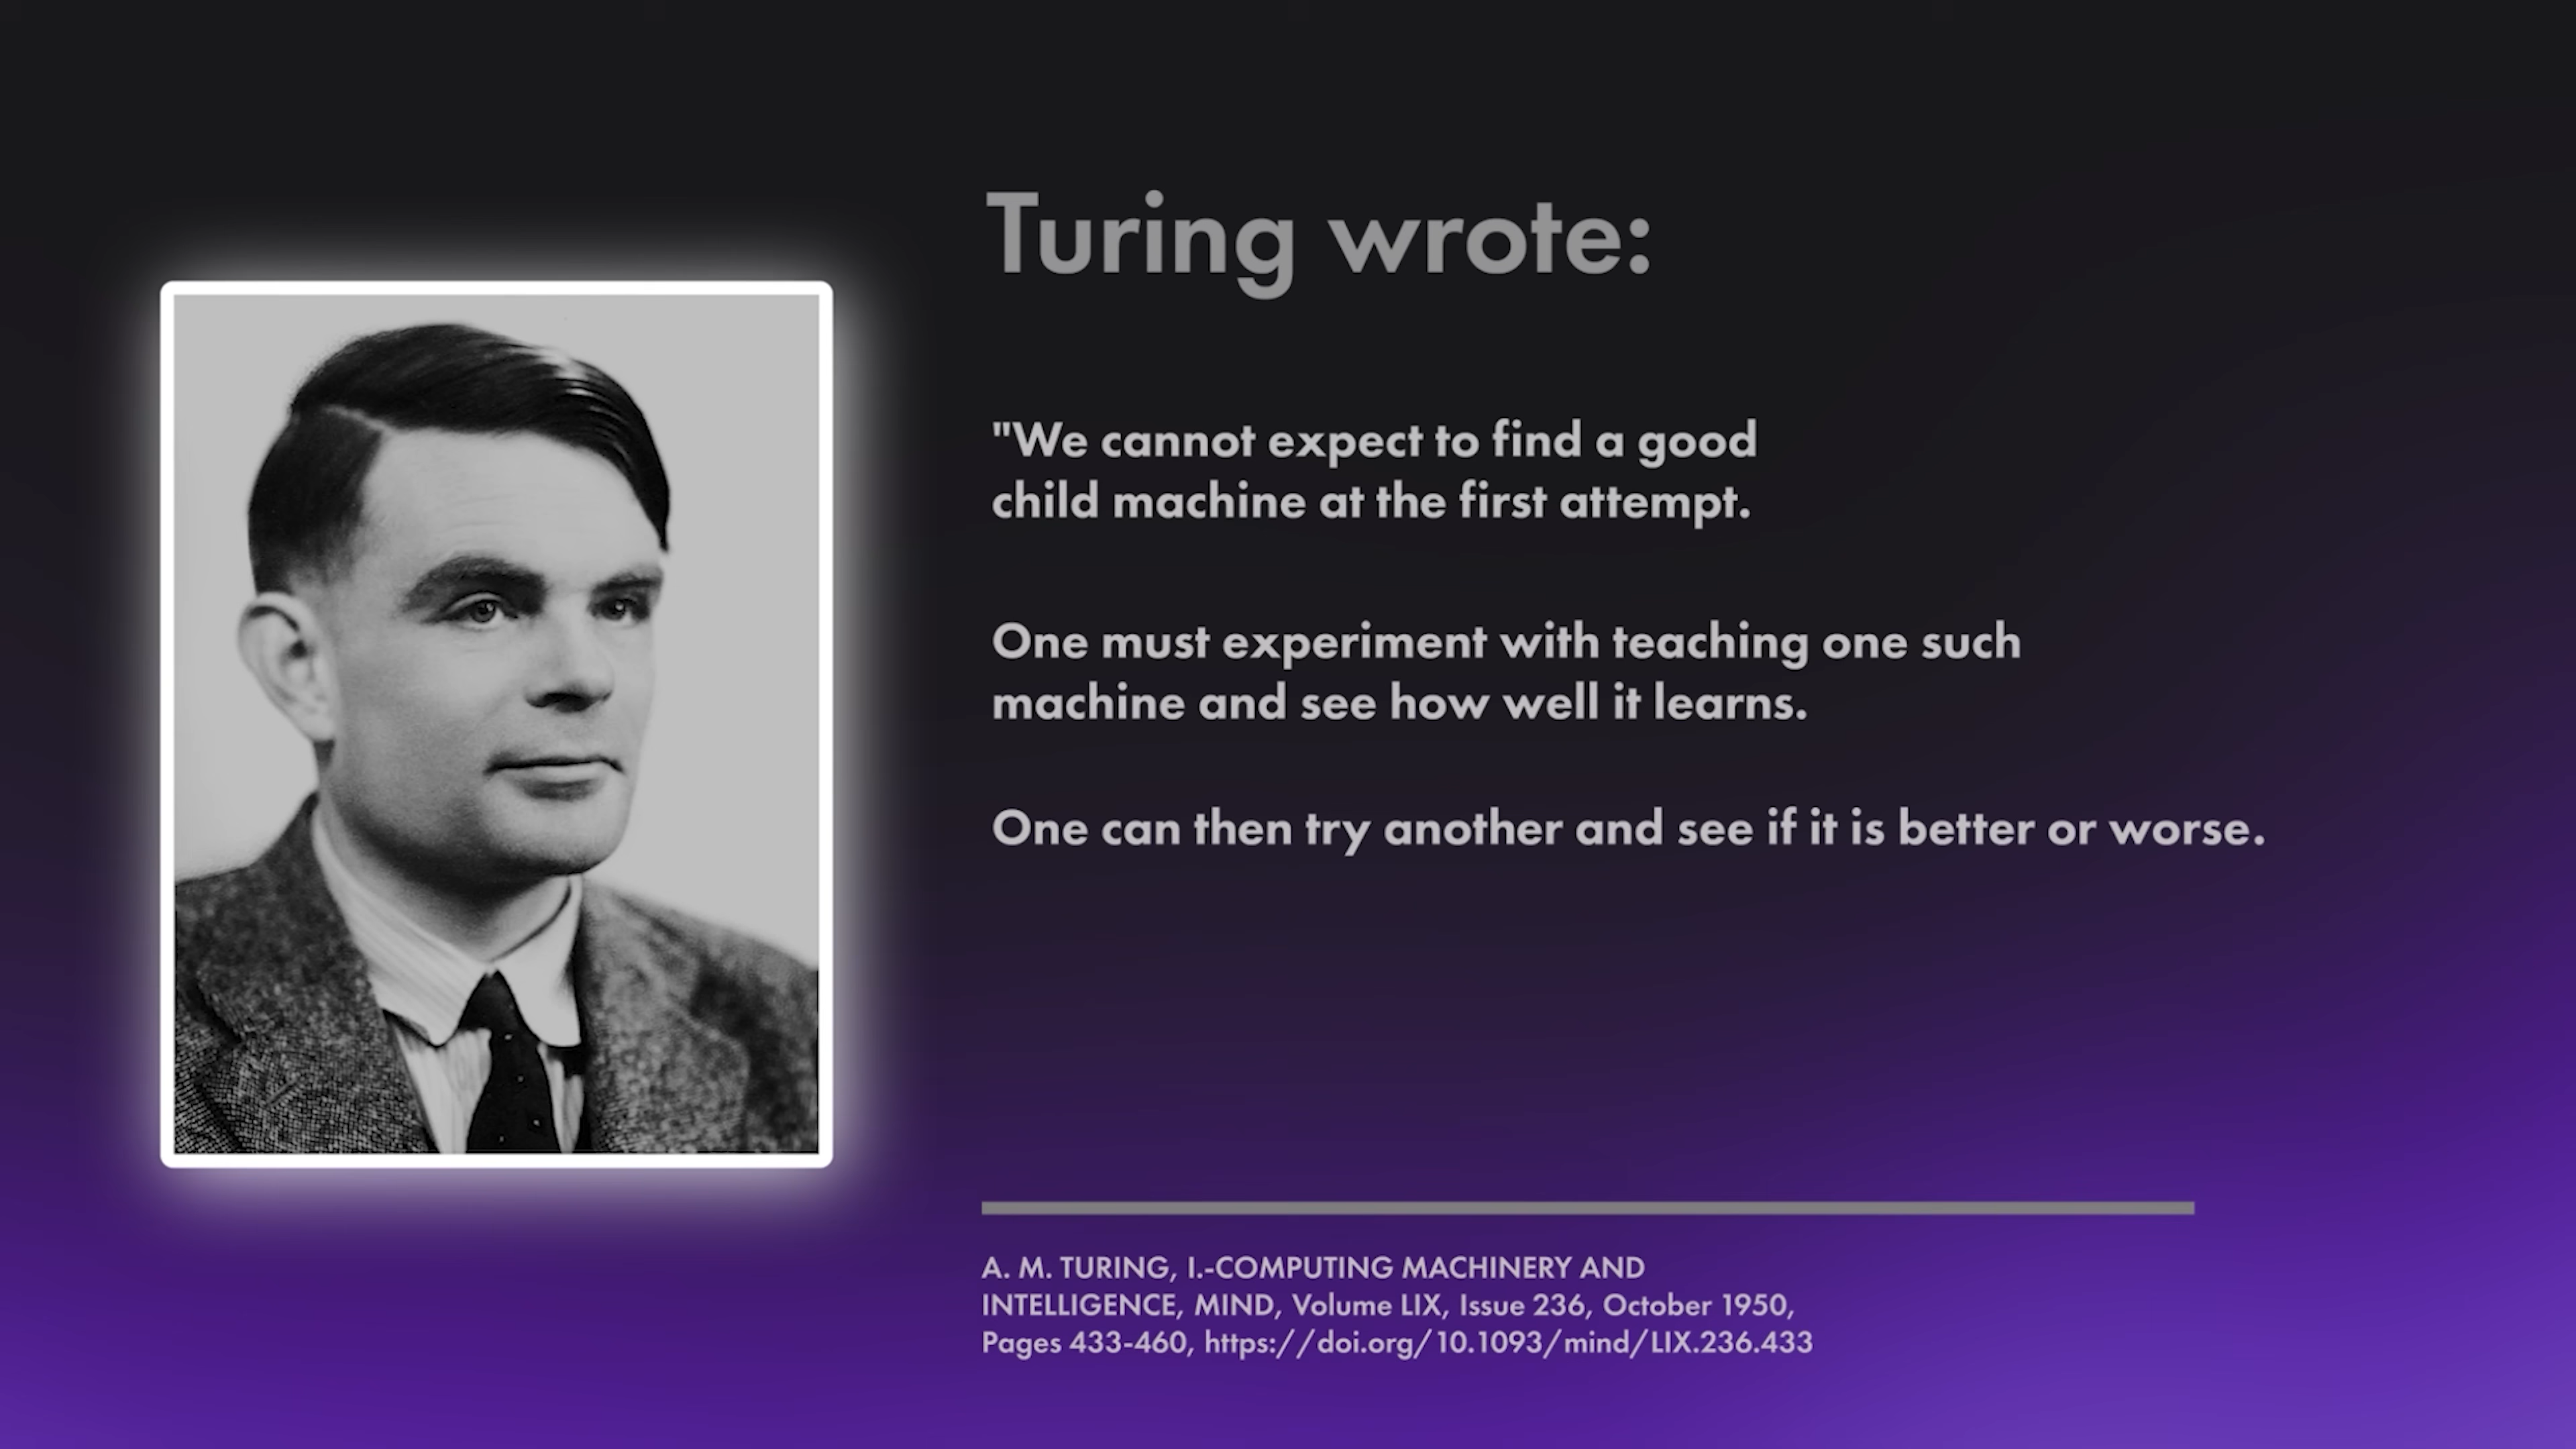 Turing wrote:
"We cannot expect to find a good
child machine at the first attempt.
One must experiment with teaching one such
machine and see how well it learns.
One can then try another and see if it is better or worse.
A. M. TURING, I.-COMPUTING MACHINERY AND
INTELLIGENCE, MIND, Volume LIX, Issue 236, October 1950,
Pages 433-460, https://doi.org/10.1093/mind/LIX.236.433